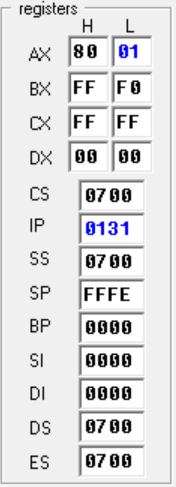 registers
H L
AX 80 01
BX FF F0
CX FF FF
DX 00 00
CS 0700
IP 0131
SS 0700
SP FFFE
BP 0000
SI 0000
DI 0000
DS 0700
ES 0700